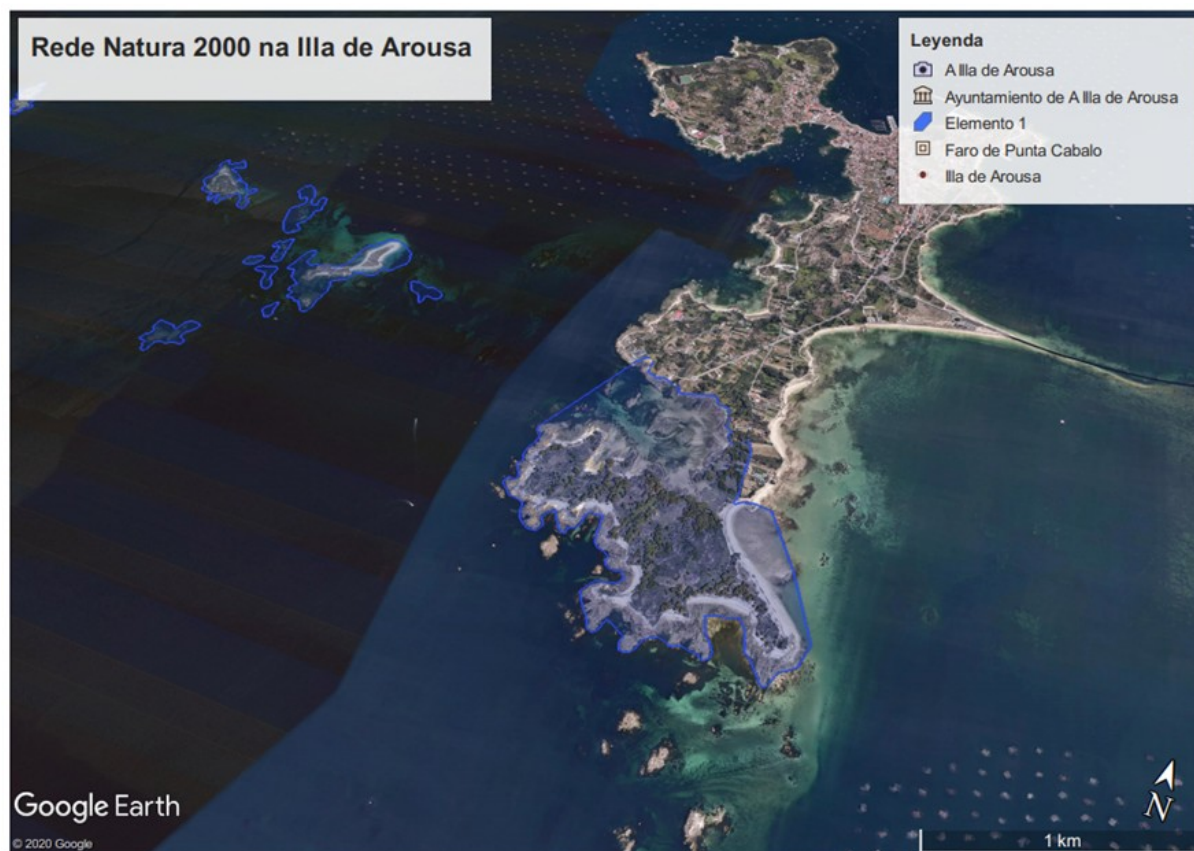 Rede Natura 2000 na Illa de Arousa
Leyenda
A Illa de Arousa
Ayuntamiento de A Illa de Arousa
Elemento 1
Faro de Punta Cabalo
Illa de Arousa
N
Google Earth
© 2020 Google
1 km